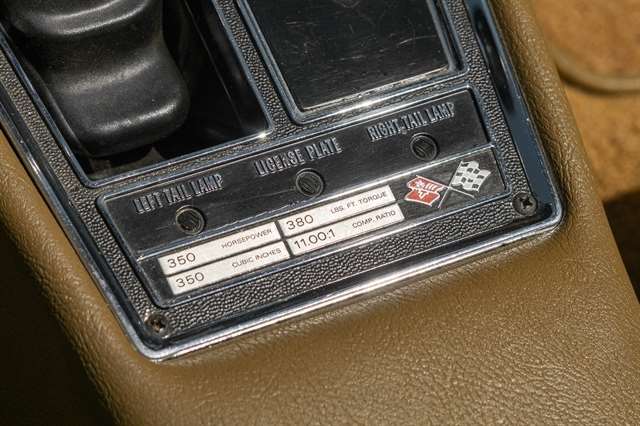 LEFT TAIL LAMP
LICENSE PLATE
RIGHT TAIL LAMP
350 HORSEPOWER
380 LBS. FT. TORQUE
350 CUBIC INCHES
11.00:1 COMP. RATIO